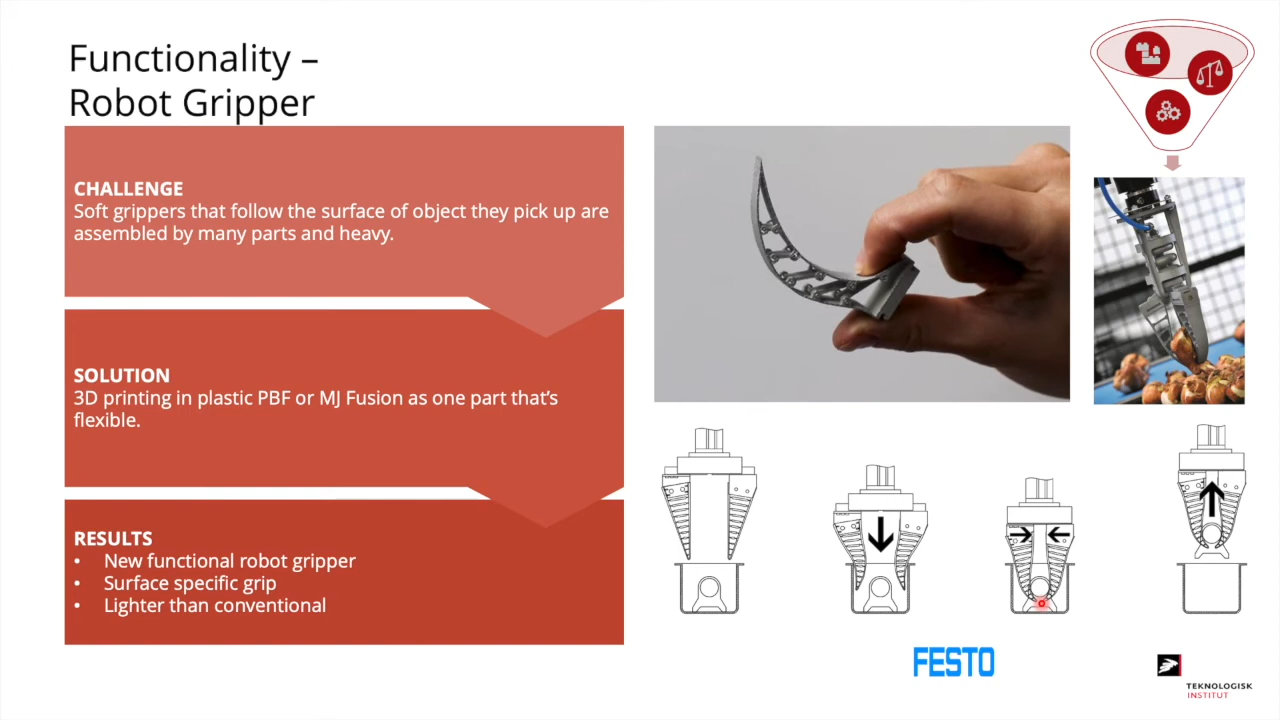 Functionality –
Robot Gripper
CHALLENGE
Soft grippers that follow the surface of object they pick up are
assembled by many parts and heavy.
SOLUTION
3D printing in plastic PBF or MJ Fusion as one part that’s
flexible.
RESULTS
• New functional robot gripper
• Surface specific grip
• Lighter than conventional
FESTO
TEKNOLOGISK
INSTITUT